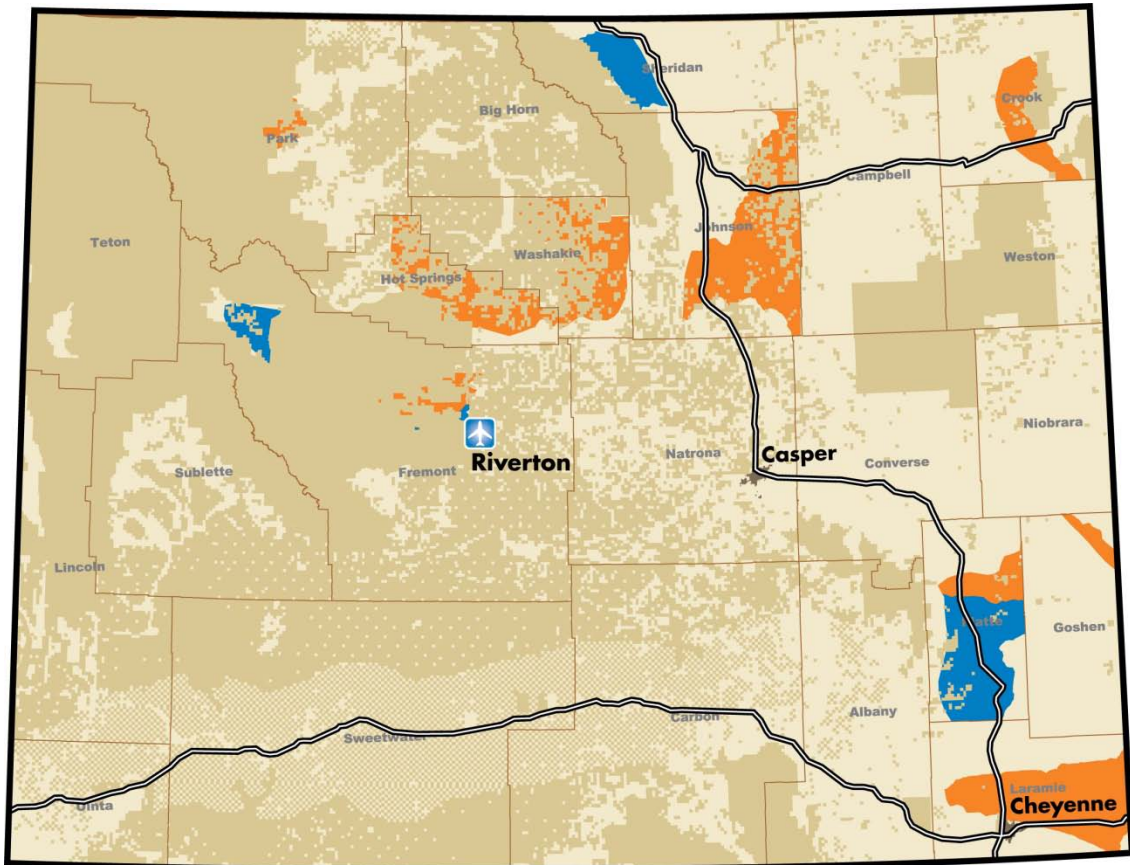 Sheridan
Crook
Big Horn
Park
Campbell
Johnson
Teton
Washakie
Weston
Hot Springs
Niobrara
Casper
Natrona
Converse
Riverton
Sublette
Fremont
Lincoln
Platte
Goshen
Albany
Carbon
Sweetwater
Laramie
Uinta
Cheyenne